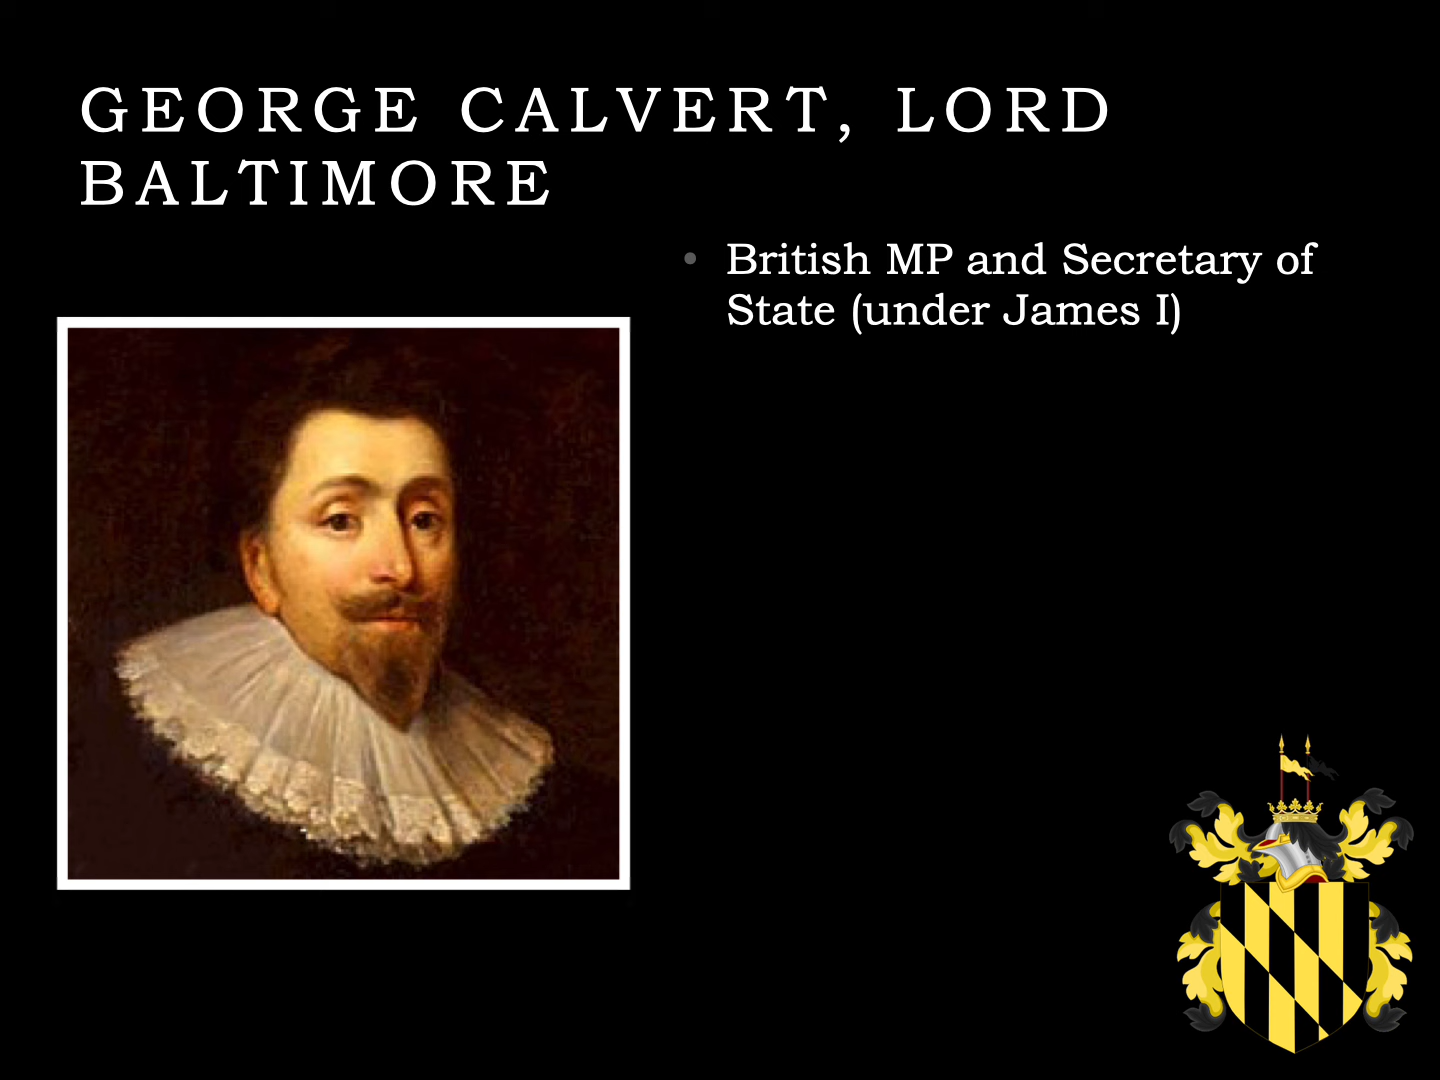 GEORGE CALVERT, LORD
BALTIMORE
• British MP and Secretary of
State (under James I)